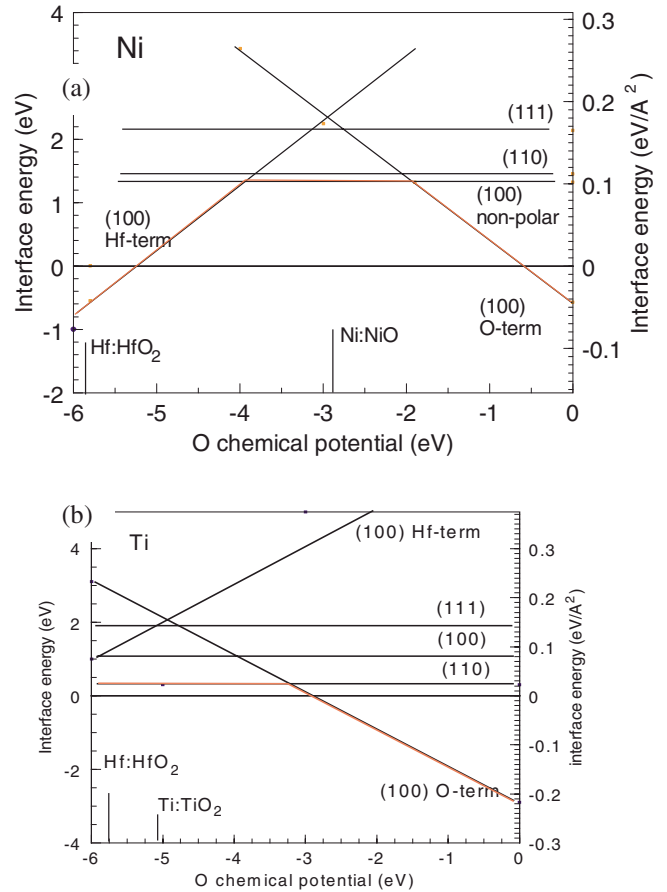 4
0.3
Ni
(a)
0.2
(111)
2
(110)
1
0.1
(100)
(100)
non-polar
Hf-term
0
0
(100)
O-term
-1
Hf:HfO2
Ni:NiO
-0.1
-2
-6 -5 -4 -3 -2 -1 0
O chemical potential (eV)
Interface energy (eV)
Interface energy (eV/A 2)
(b)
Ti
(100) Hf-term
4
0.3
0.2
(111)
2
(100)
0.1
(110)
0
0
Hf:HfO2
-0.1
-2
Ti:TiO2
(100) O-term
-0.2
-4
-0.3
-6 -5 -4 -3 -2 -1 0
O chemical potential (eV)
Interface energy (eV)
interface energy (eV/A2)